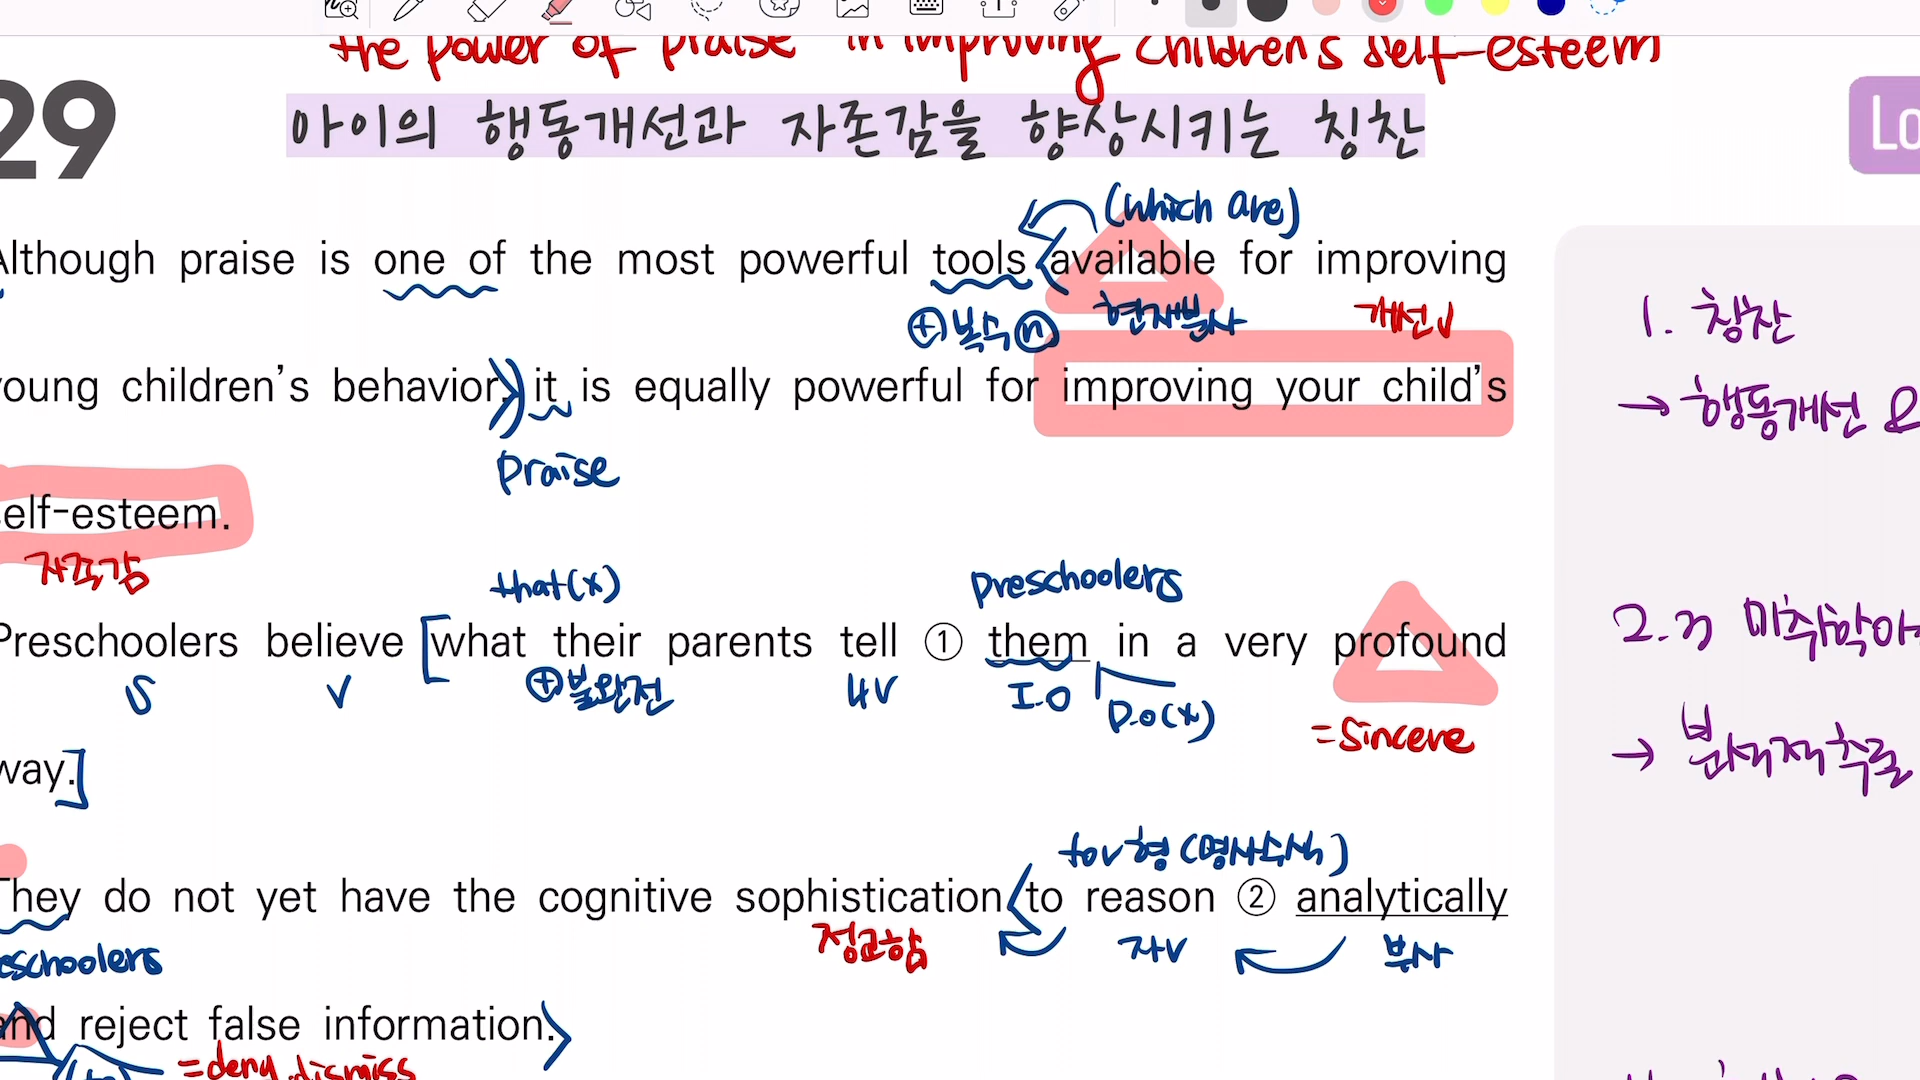 the power of praise in improving children's self-esteem
29
아이의 행동개선과 자존감을 향상시키는 칭찬
Lo
(which are)
Although praise is one of the most powerful tools available for improving
⊕복수ⓝ
현재분사
개선
young children's behavior, it is equally powerful for improving your child's
praise
self-esteem.
자존감
that(x)
preschoolers
Preschoolers believe [what their parents tell ① them in a very profound
S
V
⊕불완전
4V
I.O
D.O(x)
=sincere
way.]
to v형 (명사수식)
They do not yet have the cognitive sophistication to reason ② analytically
eschoolers
정교함
자V
부사
and reject false information.
=deny, dismiss
1. 칭찬
→ 행동개선
2.
→ 분석적추론